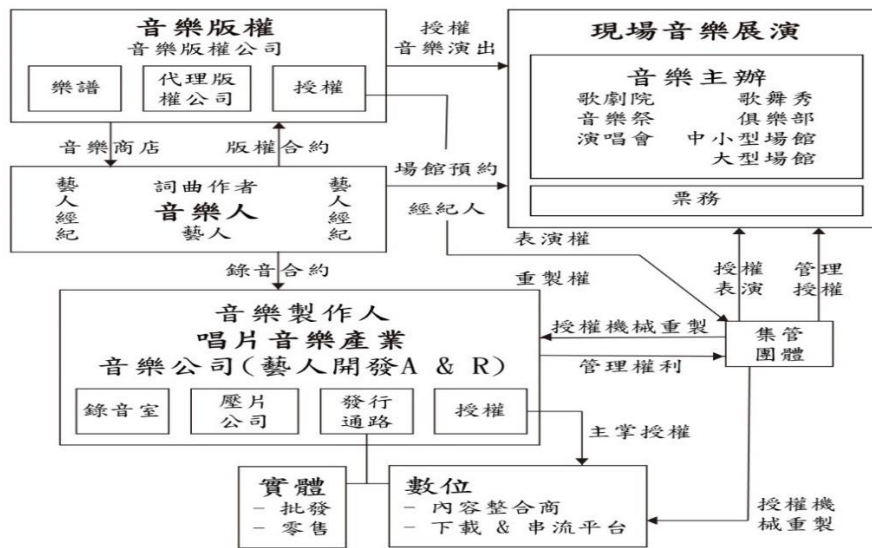 音樂版權
音樂版權公司
樂譜
代理版
權公司
授權
授權
音樂演出
現場音樂展演
音樂主辦
歌劇院
音樂祭
演唱會
歌舞秀
俱樂部
中小型場館
大型場館
票務
音樂商店
版權合約
藝人經紀
詞曲作者
音樂人
藝人
藝人經紀
場館預約
經紀人
表演權
重製權
授權
表演
管理
授權
錄音合約
音樂製作人
唱片音樂產業
音樂公司(藝人開發A & R)
錄音室
壓片
公司
發行
通路
授權
授權機械重製
管理權利
集管
團體
主掌授權
實體
- 批發
- 零售
數位
- 內容整合商
- 下載 & 串流平台
授權機
械重製